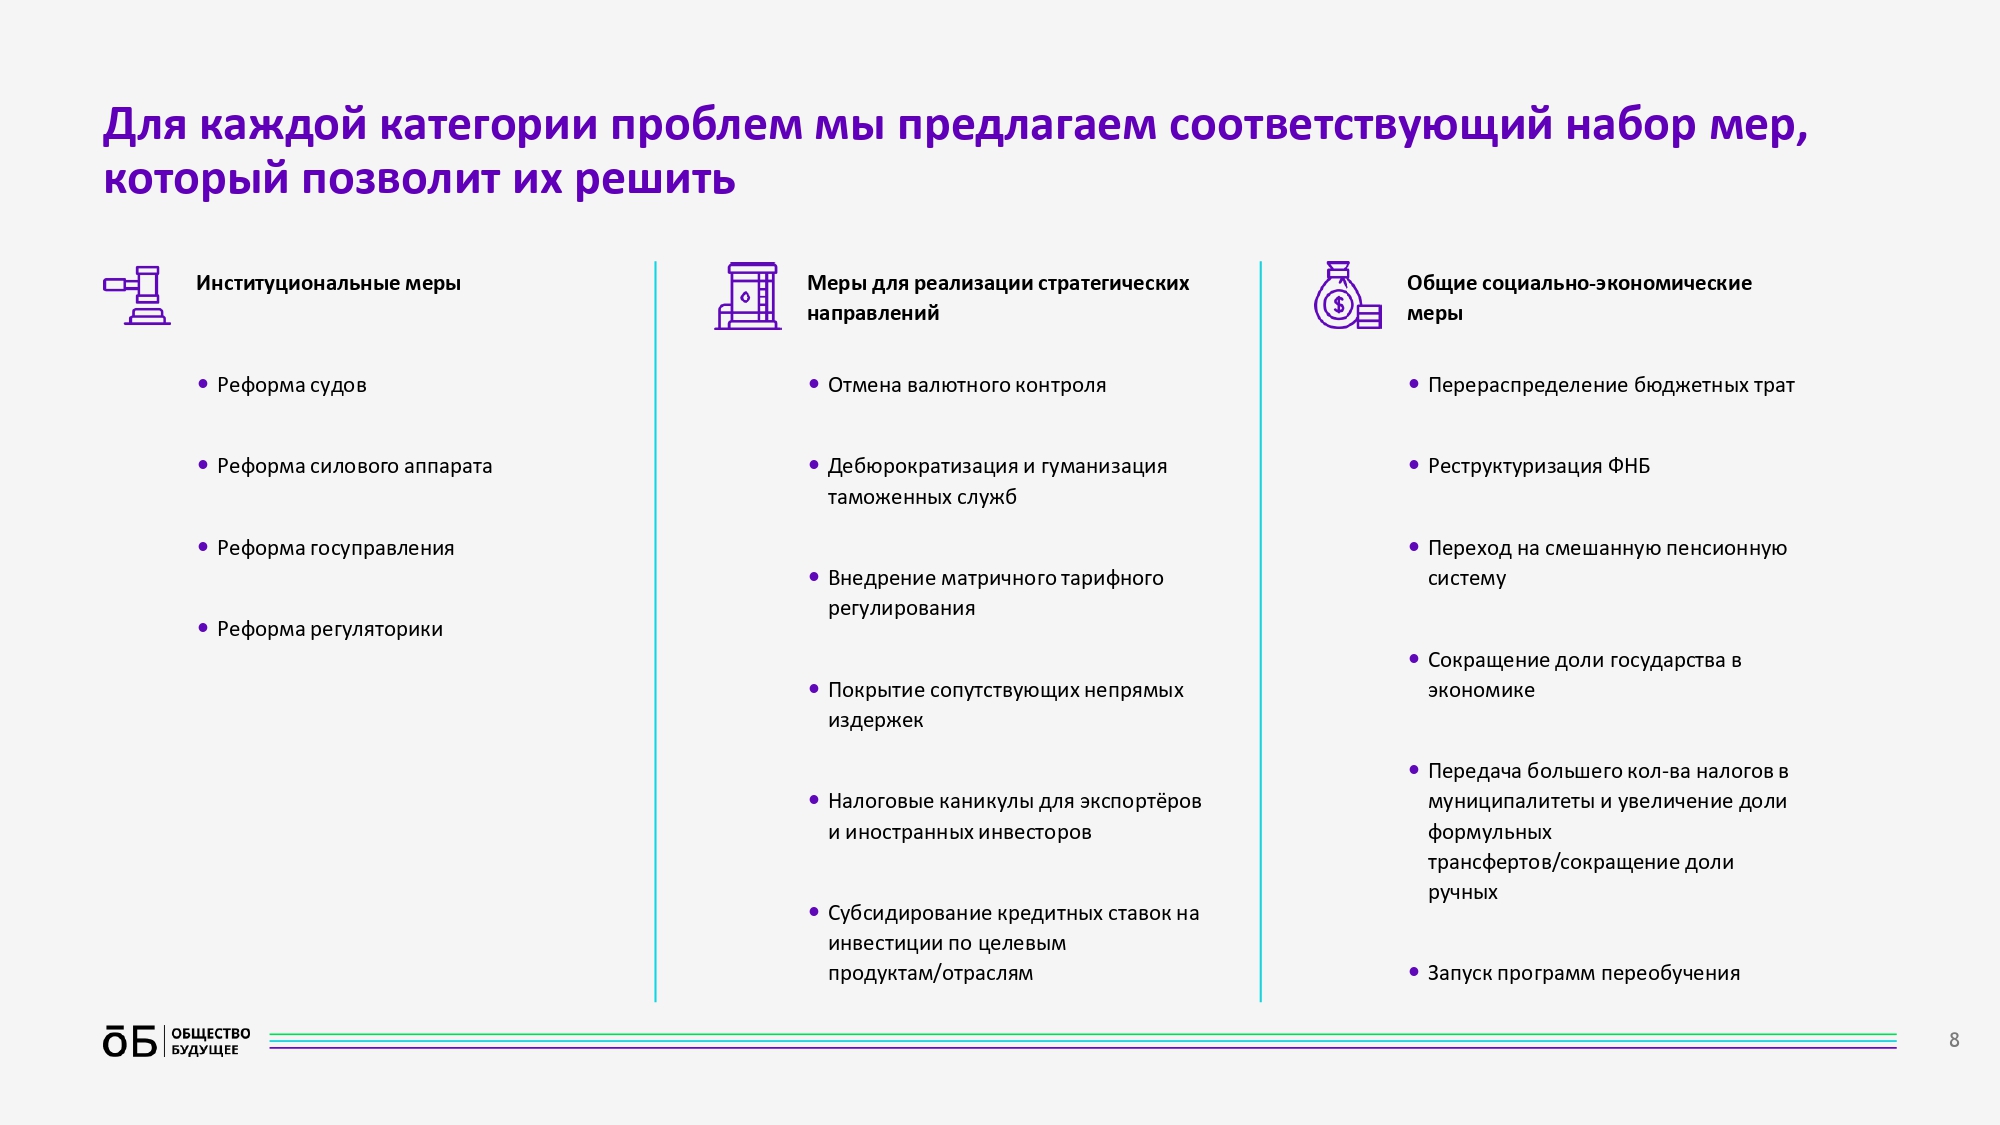 Для каждой категории проблем мы предлагаем соответствующий набор мер,
который позволит их решить
Институциональные меры
• Реформа судов
• Реформа силового аппарата
• Реформа госуправления
• Реформа регуляторики
Меры для реализации стратегических
направлений
• Отмена валютного контроля
• Дебюрократизация и гуманизация
таможенных служб
• Внедрение матричного тарифного
регулирования
• Покрытие сопутствующих непрямых
издержек
• Налоговые каникулы для экспортёров
и иностранных инвесторов
• Субсидирование кредитных ставок на
инвестиции по целевым
продуктам/отраслям
$
Общие социально-экономические
меры
• Перераспределение бюджетных трат
• Реструктуризация ФНБ
• Переход на смешанную пенсионную
систему
• Сокращение доли государства в
экономике
• Передача большего кол-ва налогов в
муниципалитеты и увеличение доли
формульных
трансфертов/сокращение доли
ручных
• Запуск программ переобучения
ōБ
ОБЩЕСТВО
БУДУЩЕЕ
8